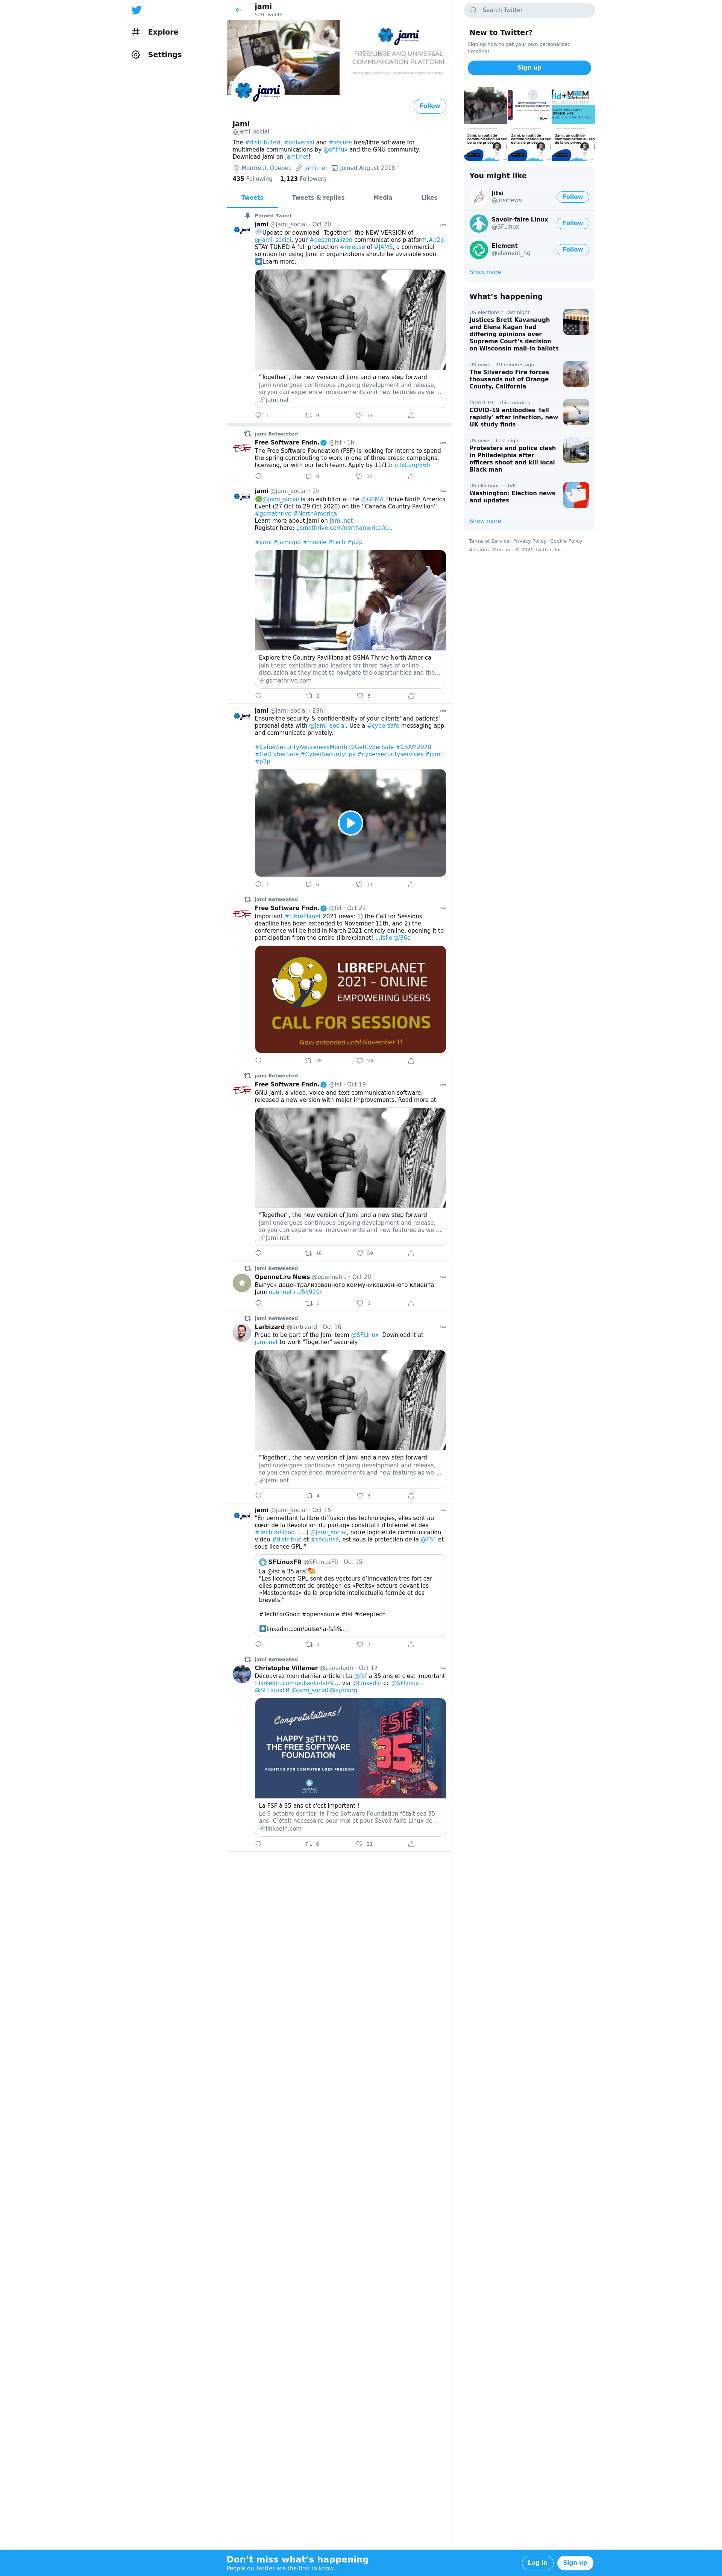 Explore
Settings
jami
520 Tweets
jami
FREE/LIBRE AND UNIVERSAL
COMMUNICATION PLATFORM
jami
Follow
jami
@jami_social
The #distributed, #universal and #secure free/libre software for
multimedia communications by @sflinux and the GNU community.
Download Jami on jami.net!
Montréal, Québec jami.net Joined August 2018
435 Following 1,123 Followers
Tweets
Tweets & replies
Media
Likes
Pinned Tweet
jami @jami_social · Oct 20
Update or download "Together", the NEW VERSION of
@jami_social, your #decentralized communications platform.#p2p
STAY TUNED A full production #release of #JAMS, a commercial
solution for using Jami in organizations should be available soon.
➡Learn more:
"Together", the new version of Jami and a new step forward
Jami undergoes continuous ongoing development and release,
so you can experience improvements and new features as we ...
jami.net
1 9 14
jami Retweeted
Free Software Fndn. @fsf · 1h
The Free Software Foundation (FSF) is looking for interns to spend
the spring contributing to work in one of three areas: campaigns,
licensing, or with our tech team. Apply by 11/11: u.fsf.org/36h
8 15
jami @jami_social · 2h
@jami_social is an exhibitor at the @GSMA Thrive North America
Event (27 Oct to 29 Oct 2020) on the "Canada Country Pavilion".
#gsmathrive #NorthAmerica
Learn more about Jami on jami.net
Register here: gsmathrive.com/northamerica/c...
#jami #jamiapp #mobile #tech #p2p
Explore the Country Pavillions at GSMA Thrive North America
Join these exhibitors and leaders for three days of online
discussion as they meet to navigate the opportunities and the...
gsmathrive.com
2 3
jami @jami_social · 23h
Ensure the security & confidentiality of your clients' and patients'
personal data with @jami_social. Use a #cybersafe messaging app
and communicate privately.
#CyberSecurityAwarenessMonth @GetCyberSafe #CSAM2020
#GetCyberSafe #CyberSecuritytips #cybersecurityservices #Jami
#p2p
1 6 11
jami Retweeted
Free Software Fndn. @fsf · Oct 22
Important #LibrePlanet 2021 news: 1) the Call for Sessions
deadline has been extended to November 11th, and 2) the
conference will be held in March 2021 entirely online, opening it to
participation from the entire (libre)planet! u.fsf.org/36e
LIBREPLANET
2021 - ONLINE
EMPOWERING USERS
CALL FOR SESSIONS
Now extended until November 11
18 28
jami Retweeted
Free Software Fndn. @fsf · Oct 19
GNU Jami, a video, voice and text communication software,
released a new version with major improvements. Read more at:
"Together", the new version of Jami and a new step forward
Jami undergoes continuous ongoing development and release,
so you can experience improvements and new features as we ...
jami.net
40 59
jami Retweeted
Opennet.ru News @opennetru · Oct 20
Выпуск децентрализованного коммуникационного клиента
Jami opennet.ru/53920/
3 3
jami Retweeted
Larbizard @larbizard · Oct 16
Proud to be part of the Jami team @SFLinux Download it at
jami.net to work "Together" securely
"Together", the new version of Jami and a new step forward
Jami undergoes continuous ongoing development and release,
so you can experience improvements and new features as we ...
jami.net
4 3
jami @jami_social · Oct 15
"En permettant la libre diffusion des technologies, elles sont au
cœur de la Révolution du partage constitutif d'Internet et des
#TechforGood. [...] @jami_social, notre logiciel de communication
vidéo #distribué et #sécurisé, est sous la protection de la @FSF et
sous licence GPL."
SFLinuxFR @SFLinuxFR · Oct 15
La @fsf a 35 ans!🥳
"Les licences GPL sont des vecteurs d'innovation très fort car
elles permettent de protéger les «Petits» acteurs devant les
«Mastodontes» de la propriété intellectuelle fermée et des
brevets."
#TechForGood #opensource #fsf #deeptech
➡linkedin.com/pulse/la-fsf-%...
5 7
jami Retweeted
Christophe Villemer @canadadri · Oct 12
Découvrez mon dernier article : La @fsf à 35 ans et c'est important
! linkedin.com/pulse/la-fsf-%... via @LinkedIn cc @SFLinux
@SFLinuxFR @jami_social @aprilorg
Congratulations!
HAPPY 35TH TO
THE FREE SOFTWARE
FOUNDATION
FIGHTING FOR COMPUTER USER FREEDOM
FSF
35
La FSF à 35 ans et c'est important !
Le 9 octobre dernier, la Free Software Foundation fêtait ses 35
ans! C'était nécessaire pour moi et pour Savoir-faire Linux de ...
linkedin.com
6 11
Search Twitter
New to Twitter?
Sign up now to get your own personalized
timeline!
Sign up
Jami, un outil de
communication au ser
de la vie privée
Jami, un outil de
communication au ser
de la vie privée
Jami, un outil de
communication au ser
de la vie privée
You might like
Jitsi
@jitsinews
Follow
Savoir-faire Linux
@SFLinux
Follow
Element
@element_hq
Follow
Show more
What's happening
US elections · Last night
Justices Brett Kavanaugh
and Elena Kagan had
differing opinions over
Supreme Court's decision
on Wisconsin mail-in ballots
US news · 19 minutes ago
The Silverado Fire forces
thousands out of Orange
County, California
COVID-19 · This morning
COVID-19 antibodies 'fall
rapidly' after infection, new
UK study finds
US news · Last night
Protesters and police clash
in Philadelphia after
officers shoot and kill local
Black man
US elections · LIVE
Washington: Election news
and updates
Show more
Terms of Service Privacy Policy Cookie Policy
Ads info More ••• © 2020 Twitter, Inc.
Don't miss what's happening
People on Twitter are the first to know.
Log in
Sign up